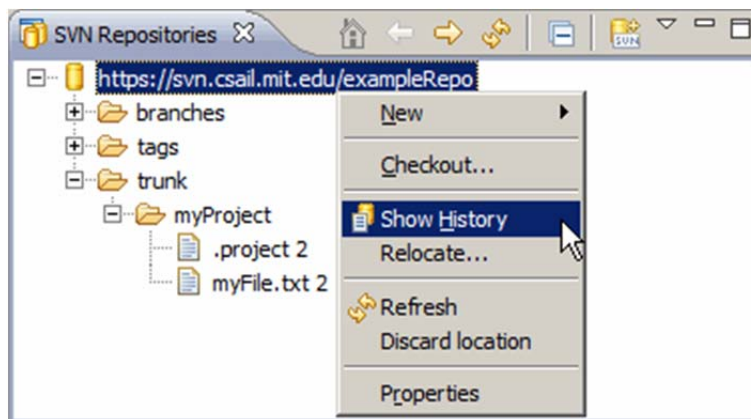 SVN Repositories
SVN
https://svn.csail.mit.edu/exampleRepo
branches
tags
trunk
myProject
.project 2
myFile.txt 2
New
Checkout...
Show History
Relocate...
Refresh
Discard location
Properties